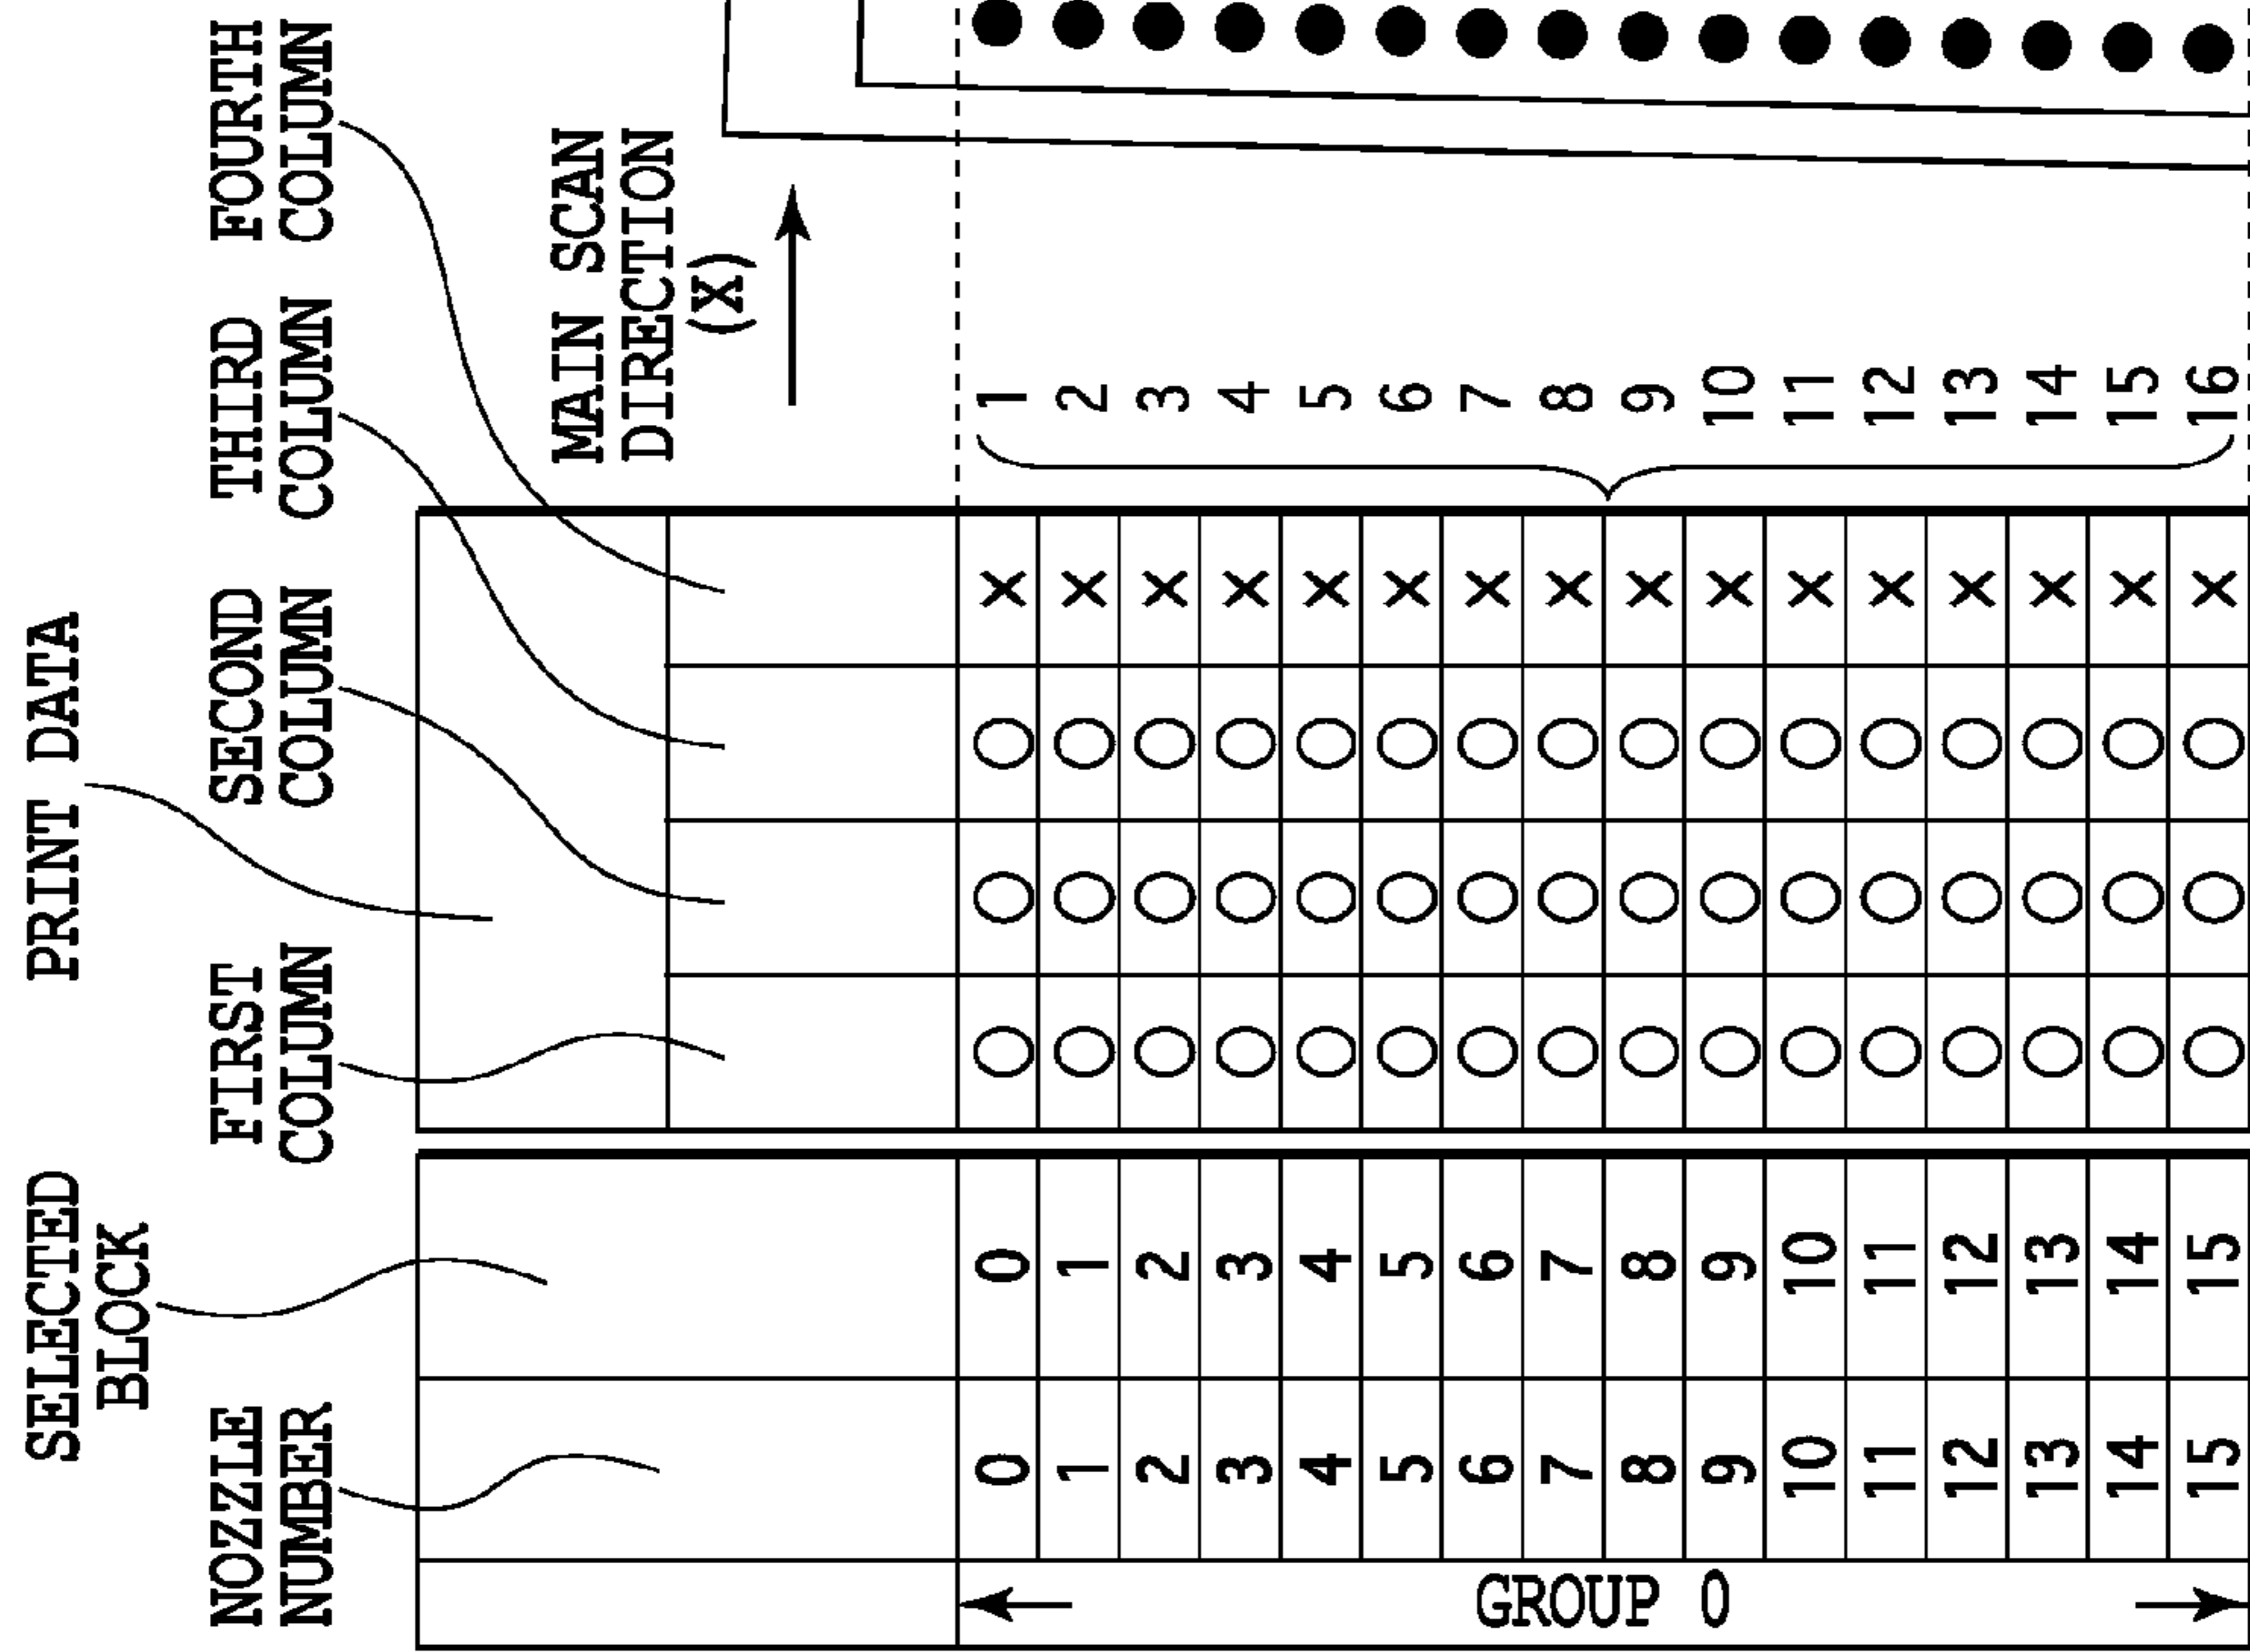 SELECTED BLOCK
PRINT DATA
NOZZLE NUMBER
FIRST COLUMN
SECOND COLUMN
THIRD COLUMN
FOURTH COLUMN
MAIN SCAN
DIRECTION
(X)
GROUP 0
0 0 O O O x 1
1 1 O O O x 2
2 2 O O O x 3
3 3 O O O x 4
4 4 O O O x 5
5 5 O O O x 6
6 6 O O O x 7
7 7 O O O x 8
8 8 O O O x 9
9 9 O O O x 10
10 10 O O O x 11
11 11 O O O x 12
12 12 O O O x 13
13 13 O O O x 14
14 14 O O O x 15
15 15 O O O x 16